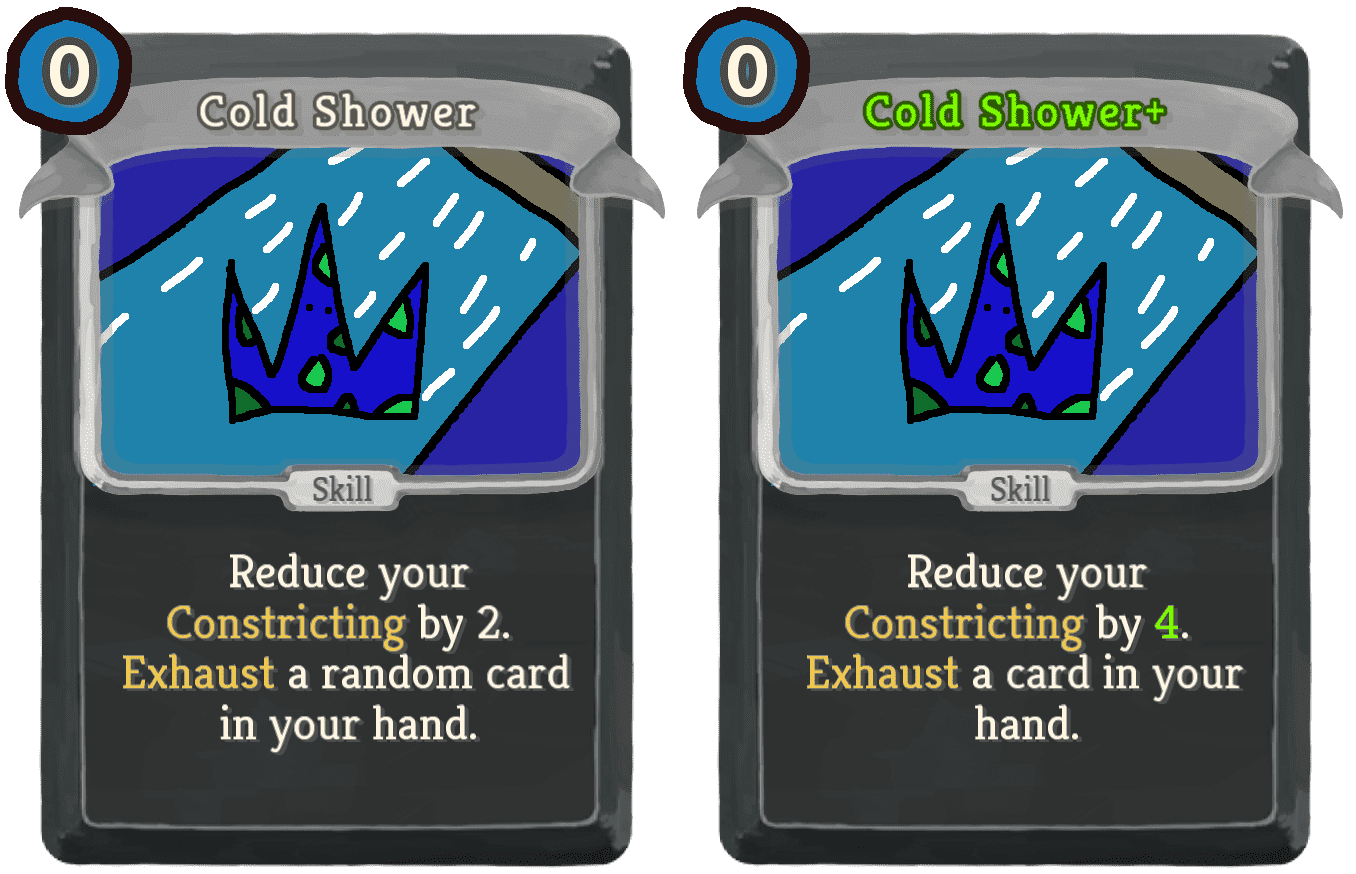 0
Cold Shower
Skill
Reduce your
Constricting by 2.
Exhaust a random card
in your hand.
0
Cold Shower+
Skill
Reduce your
Constricting by 4.
Exhaust a card in your
hand.